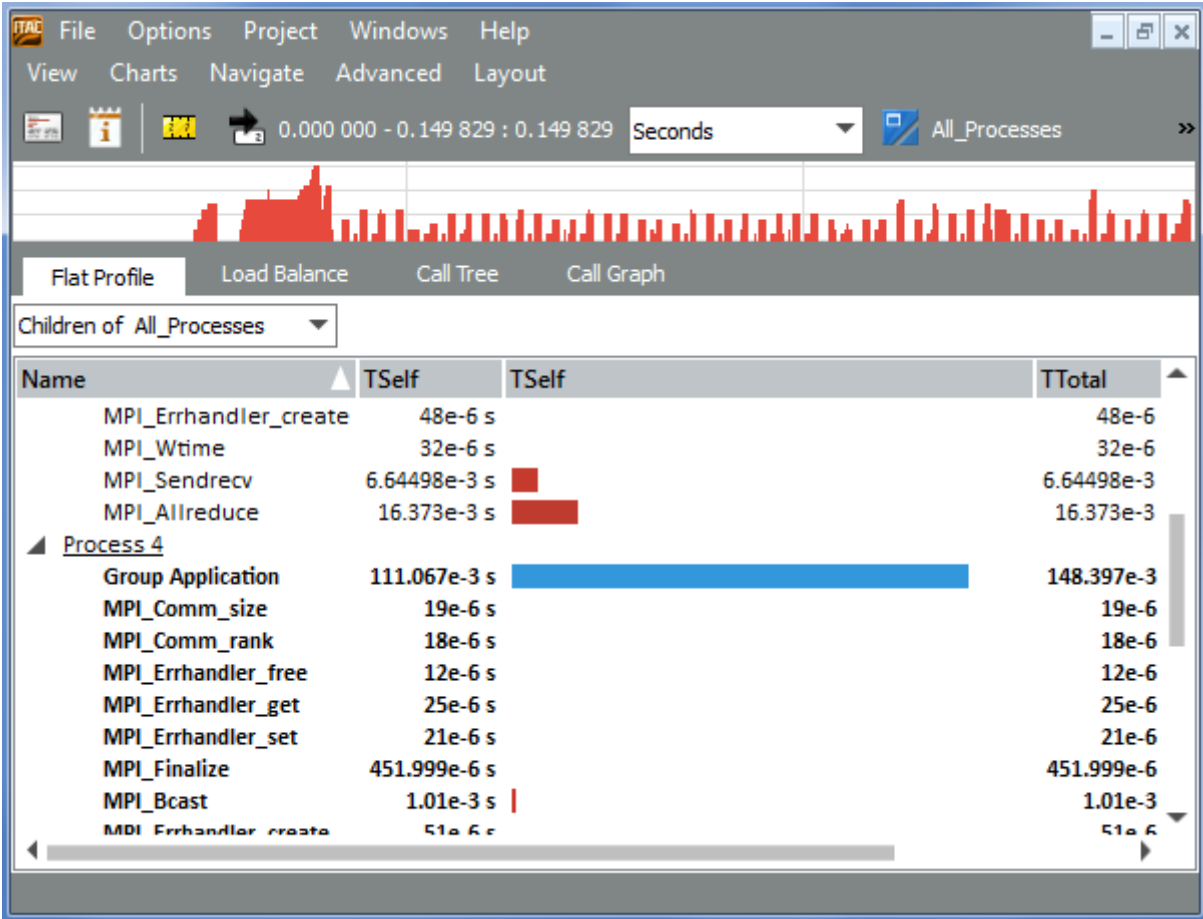 ITAC File Options Project Windows Help
View Charts Navigate Advanced Layout
0.000 000 - 0.149 829 : 0.149 829 Seconds All_Processes »
Flat Profile Load Balance Call Tree Call Graph
Children of All_Processes
Name TSelf TSelf TTotal
MPI_Errhandler_create 48e-6 s 48e-6
MPI_Wtime 32e-6 s 32e-6
MPI_Sendrecv 6.64498e-3 s 6.64498e-3
MPI_Allreduce 16.373e-3 s 16.373e-3
Process 4
Group Application 111.067e-3 s 148.397e-3
MPI_Comm_size 19e-6 s 19e-6
MPI_Comm_rank 18e-6 s 18e-6
MPI_Errhandler_free 12e-6 s 12e-6
MPI_Errhandler_get 25e-6 s 25e-6
MPI_Errhandler_set 21e-6 s 21e-6
MPI_Finalize 451.999e-6 s 451.999e-6
MPI_Bcast 1.01e-3 s 1.01e-3
MPI_Errhandler_create 51e-6 s 51e-6